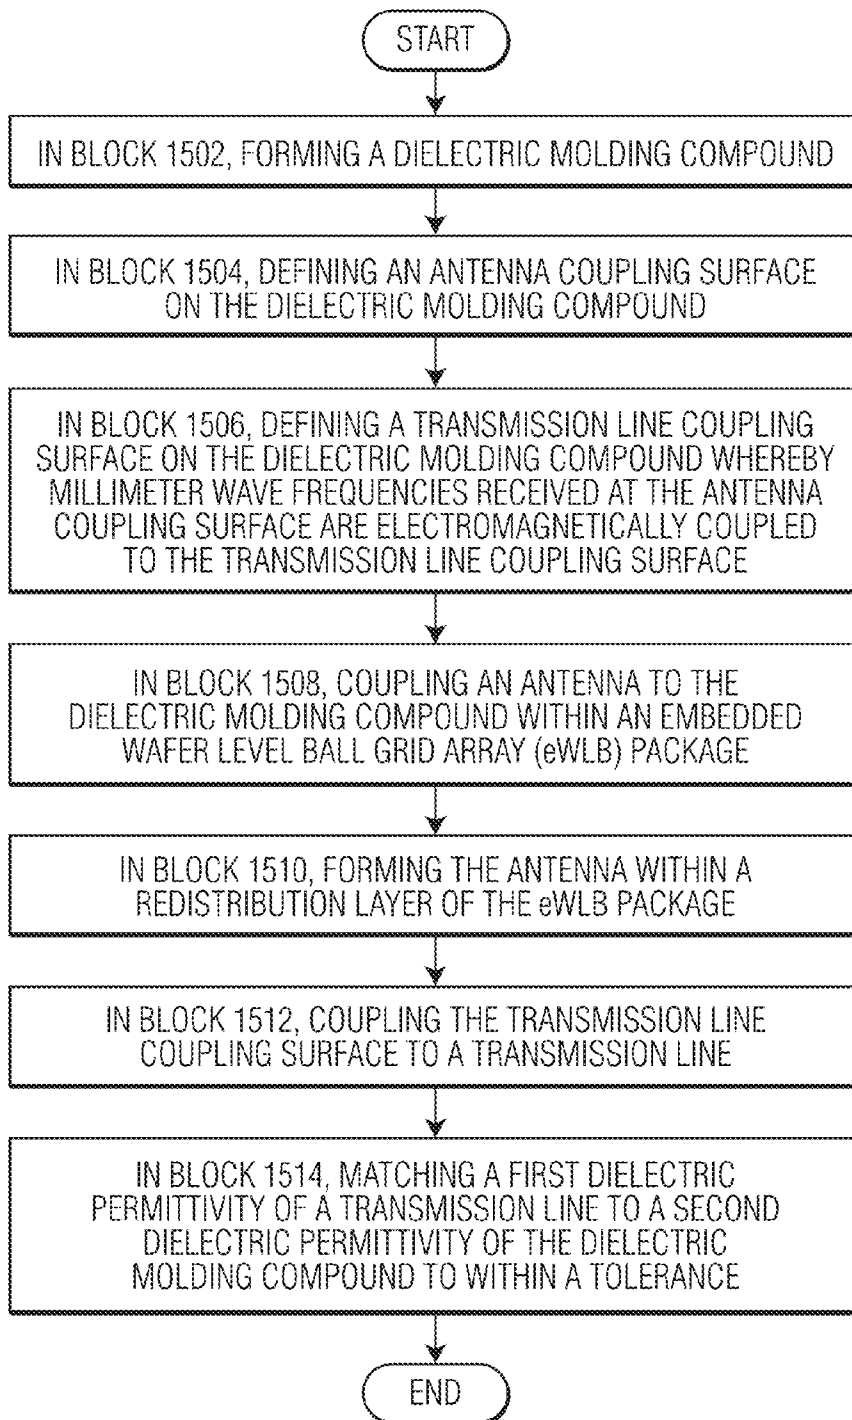 START
IN BLOCK 1502, FORMING A DIELECTRIC MOLDING COMPOUND
IN BLOCK 1504, DEFINING AN ANTENNA COUPLING SURFACE
ON THE DIELECTRIC MOLDING COMPOUND
IN BLOCK 1506, DEFINING A TRANSMISSION LINE COUPLING
SURFACE ON THE DIELECTRIC MOLDING COMPOUND WHEREBY
MILLIMETER WAVE FREQUENCIES RECEIVED AT THE ANTENNA
COUPLING SURFACE ARE ELECTROMAGNETICALLY COUPLED
TO THE TRANSMISSION LINE COUPLING SURFACE
IN BLOCK 1508, COUPLING AN ANTENNA TO THE
DIELECTRIC MOLDING COMPOUND WITHIN AN EMBEDDED
WAFER LEVEL BALL GRID ARRAY (eWLB) PACKAGE
IN BLOCK 1510, FORMING THE ANTENNA WITHIN A
REDISTRIBUTION LAYER OF THE eWLB PACKAGE
IN BLOCK 1512, COUPLING THE TRANSMISSION LINE
COUPLING SURFACE TO A TRANSMISSION LINE
IN BLOCK 1514, MATCHING A FIRST DIELECTRIC
PERMITTIVITY OF A TRANSMISSION LINE TO A SECOND
DIELECTRIC PERMITTIVITY OF THE DIELECTRIC
MOLDING COMPOUND TO WITHIN A TOLERANCE
END